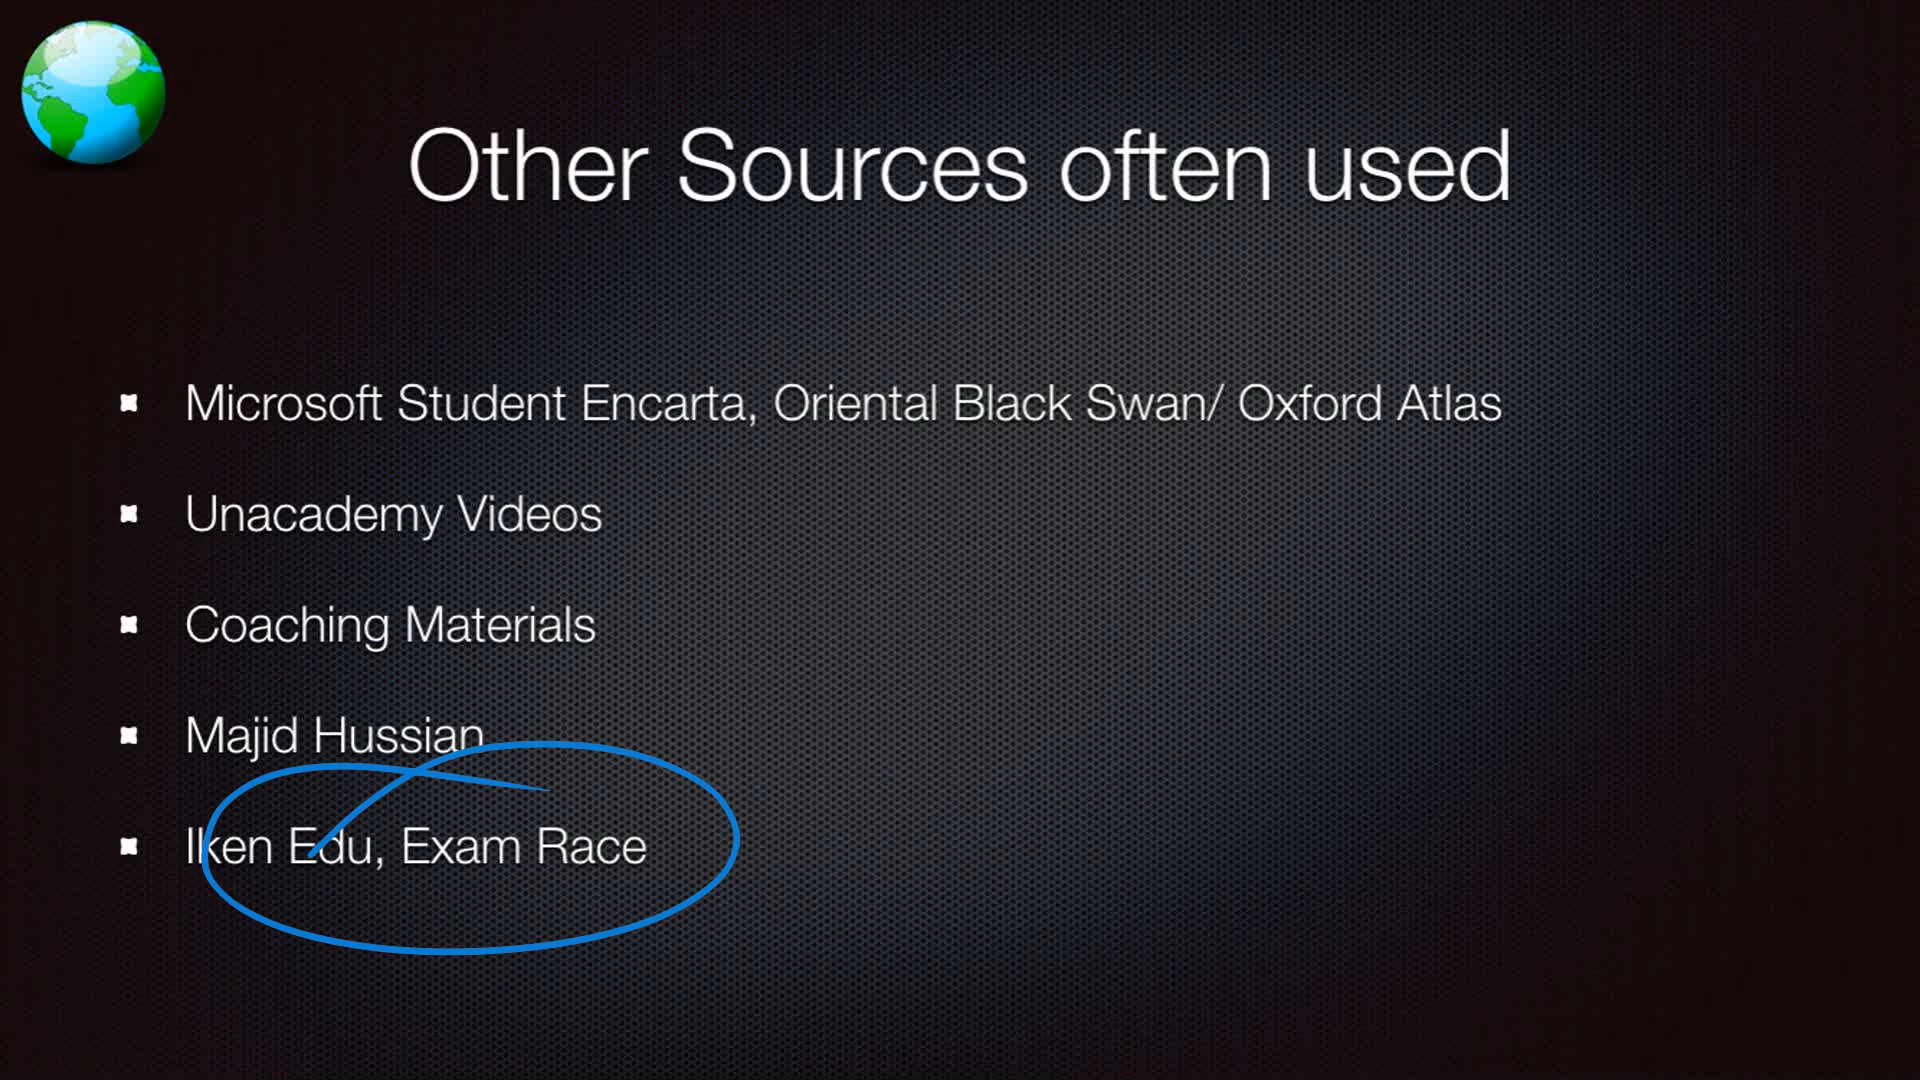 Other Sources often used
Microsoft Student Encarta, Oriental Black Swan/ Oxford Atlas
Unacademy Videos
Coaching Materials
Majid Hussian
Iken Edu, Exam Race